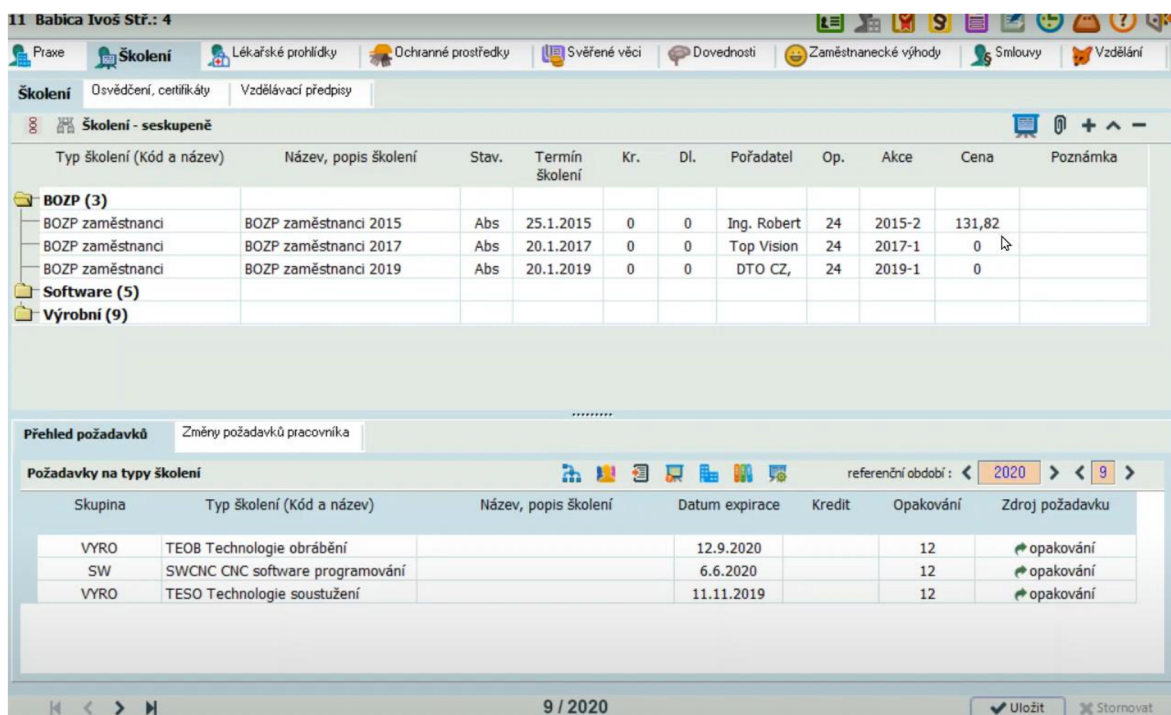 11 Babica Ivoš Stř.: 4
Praxe Školení Lékařské prohlídky Ochranné prostředky Svěřené věci Dovednosti Zaměstnanecké výhody Smlouvy Vzdělání
Školení Osvědčení, certifikáty Vzdělávací předpisy
Školení - seskupeně
Typ školení (Kód a název) Název, popis školení Stav. Termín školení Kr. Dl. Pořadatel Op. Akce Cena Poznámka
BOZP (3)
BOZP zaměstnanci BOZP zaměstnanci 2015 Abs 25.1.2015 0 0 Ing. Robert 24 2015-2 131,82
BOZP zaměstnanci BOZP zaměstnanci 2017 Abs 20.1.2017 0 0 Top Vision 24 2017-1 0
BOZP zaměstnanci BOZP zaměstnanci 2019 Abs 20.1.2019 0 0 DTO CZ, 24 2019-1 0
Software (5)
Výrobní (9)
Přehled požadavků Změny požadavků pracovníka
Požadavky na typy školení referenční období : 2020 9
Skupina Typ školení (Kód a název) Název, popis školení Datum expirace Kredit Opakování Zdroj požadavku
VYRO TEOB Technologie obrábění 12.9.2020 12 opakování
SW SWCNC CNC software programování 6.6.2020 12 opakování
VYRO TESO Technologie soustužení 11.11.2019 12 opakování
9 / 2020 Uložit Stornovat